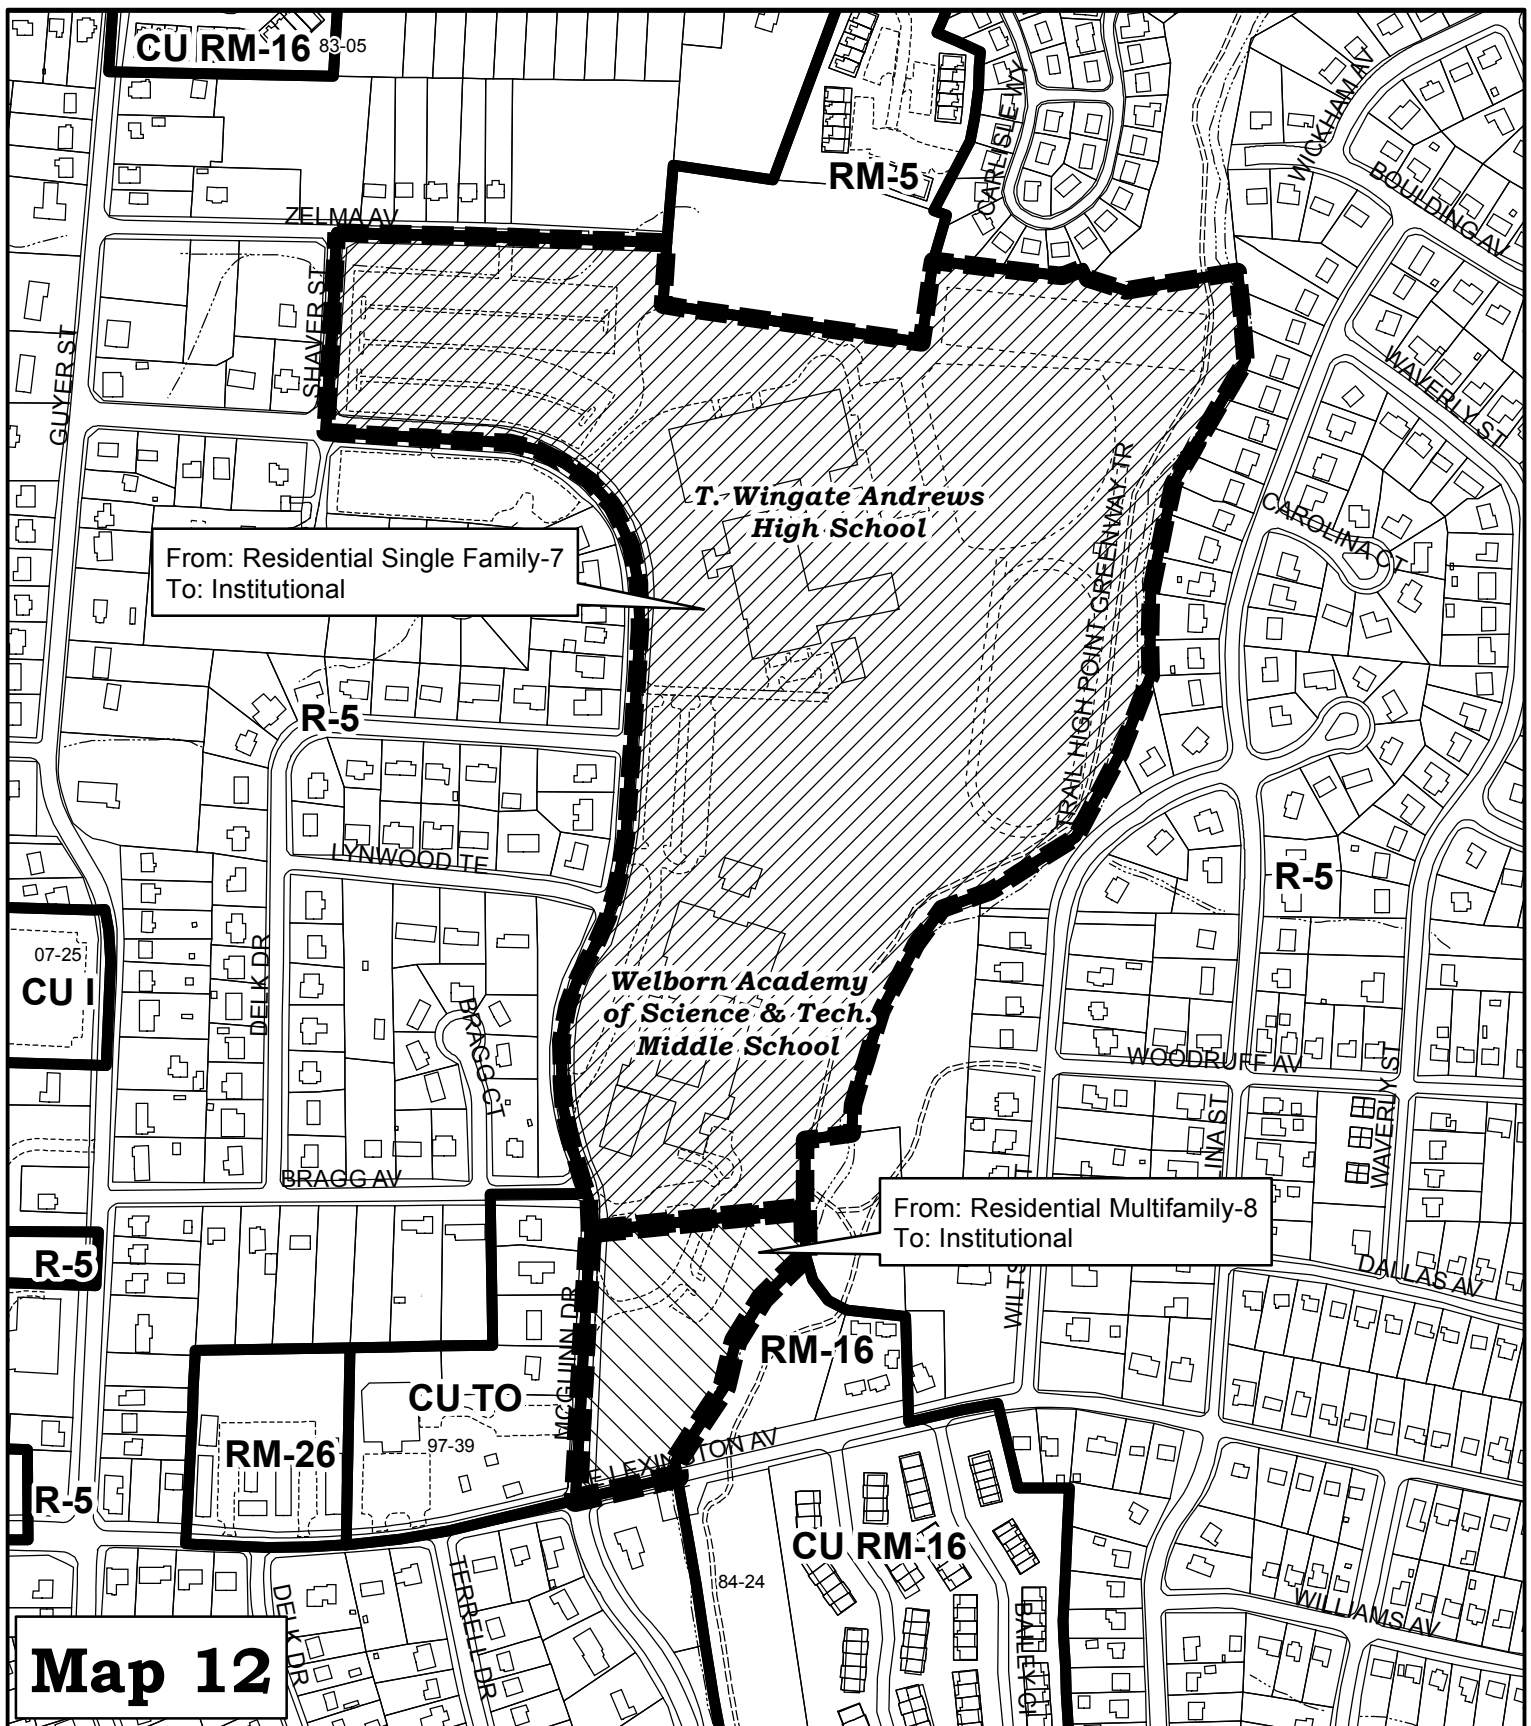 CU RM-16
83-05
RM-5
CARLISLE WY
WICKHAM AV
BOULDING AV
ZELMA AV
SHAVER ST
GUYER ST
WAVERLY ST
T. Wingate Andrews
High School
TRAIL HIGH POINT GREENWAY TR
CAROLINA CT
From: Residential Single Family-7
To: Institutional
R-5
LYNWOOD TE
R-5
07-25
CU I
DELK DR
BRAGG CT
Welborn Academy
of Science & Tech.
Middle School
WOODRUFF AV
WAVERLY ST
INA ST
BRAGG AV
From: Residential Multifamily-8
To: Institutional
R-5
DALLAS AV
MCGUINN DR
RM-16
CU TO
97-39
RM-26
E LEXINGTON AV
R-5
CU RM-16
84-24
DELK DR
TERRELL DR
WILLIAMS AV
Map 12